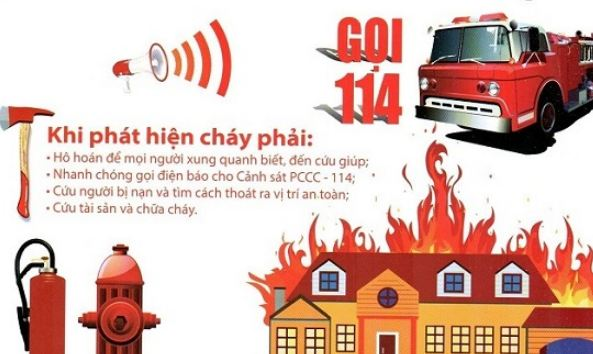 GỌI
114
Khi phát hiện cháy phải:
• Hô hoán để mọi người xung quanh biết, đến cứu giúp;
• Nhanh chóng gọi điện báo cho Cảnh sát PCCC - 114;
• Cứu người bị nạn và tìm cách thoát ra vị trí an toàn;
• Cứu tài sản và chữa cháy.